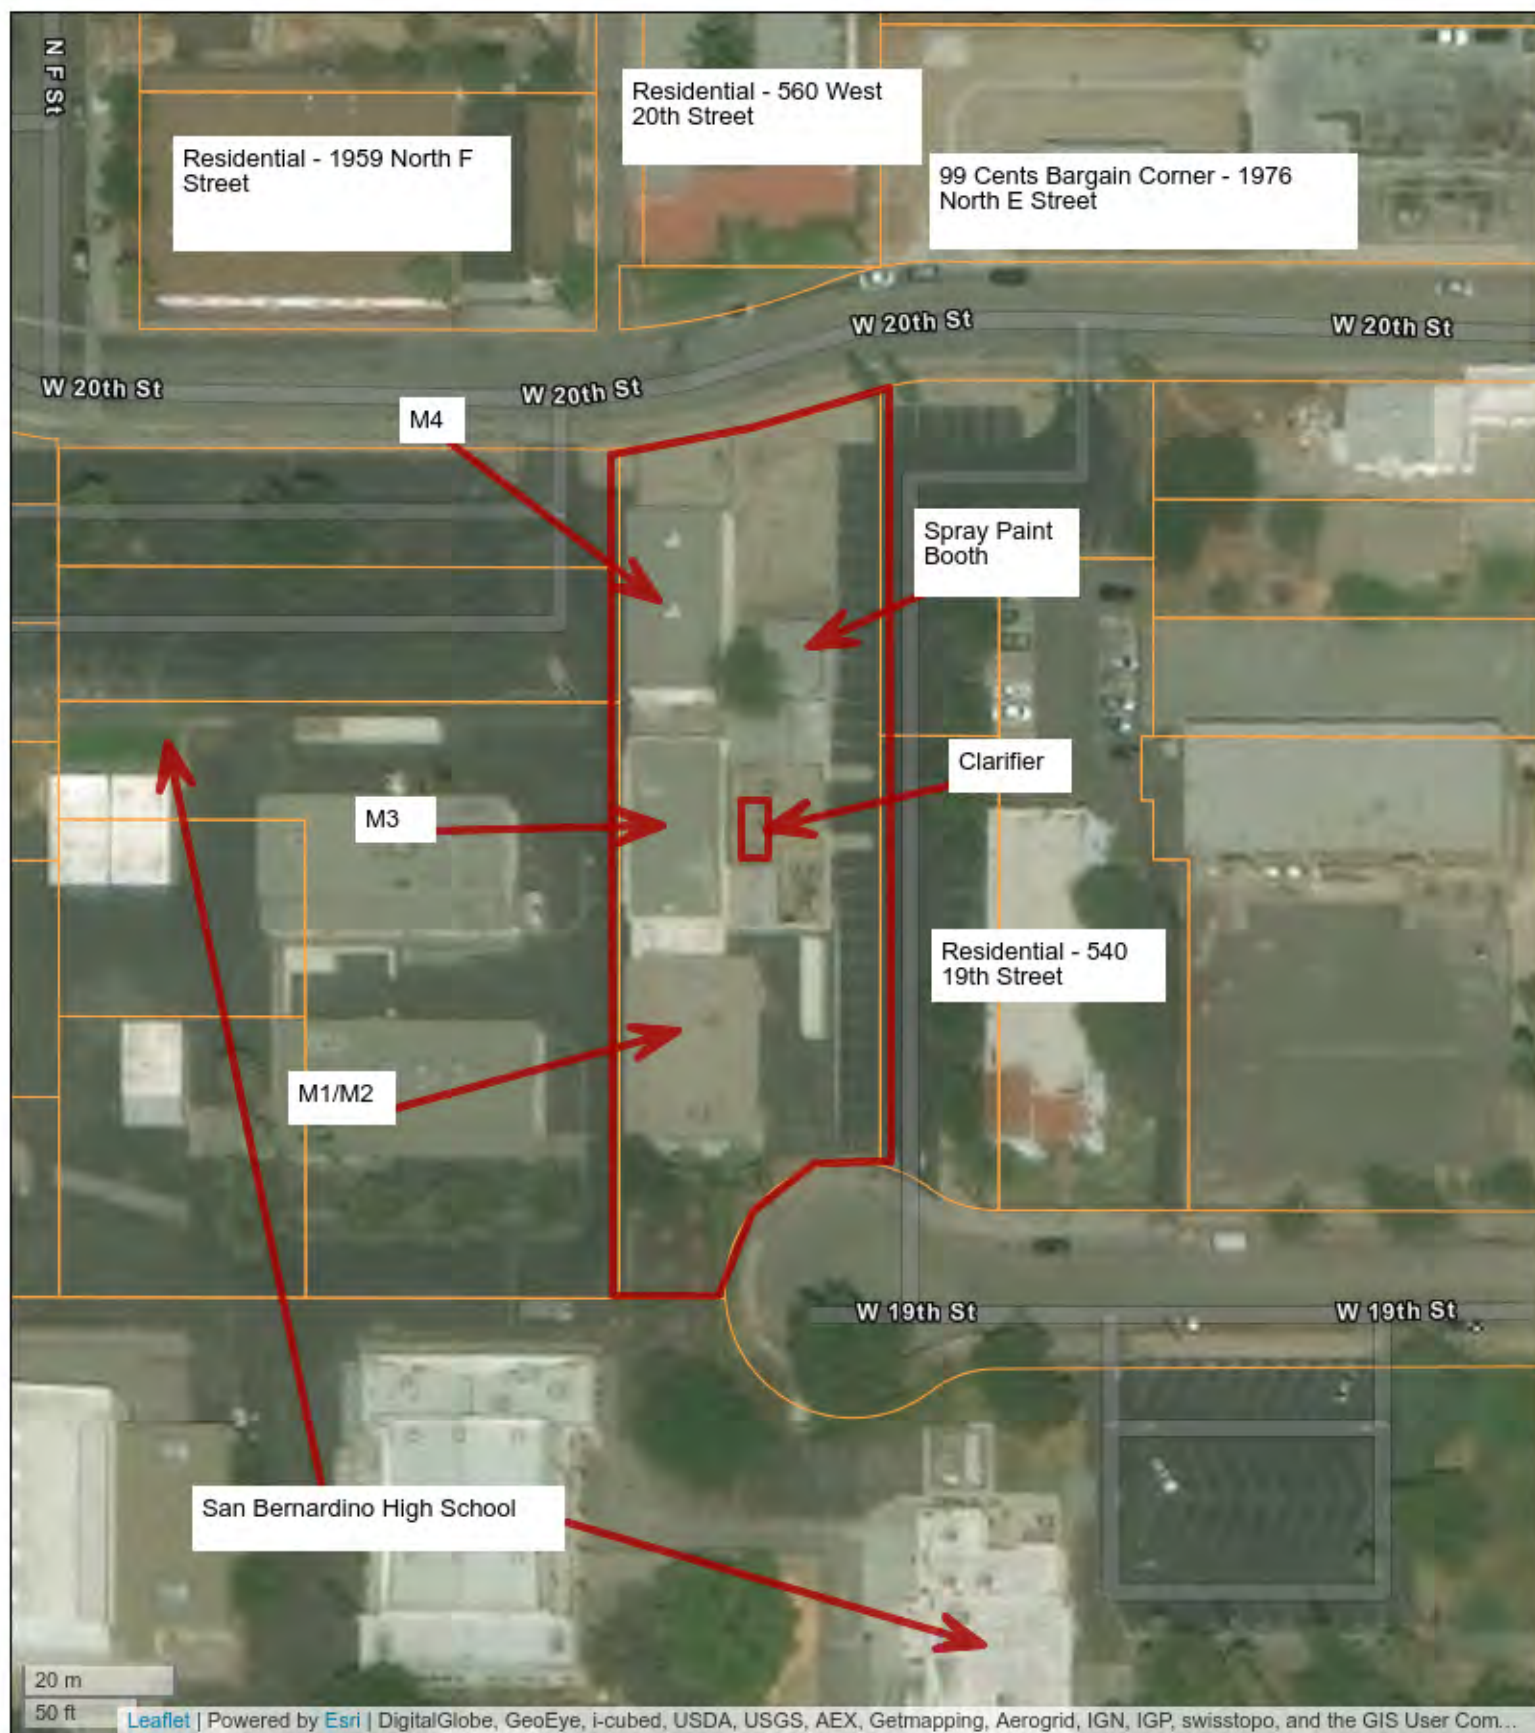 N F St
Residential - 560 West
20th Street
Residential - 1959 North F
Street
99 Cents Bargain Corner - 1976
North E Street
W 20th St
W 20th St
W 20th St
W 20th St
M4
Spray Paint
Booth
Clarifier
M3
Residential - 540
19th Street
M1/M2
W 19th St
W 19th St
San Bernardino High School
20 m
50 ft
Leaflet | Powered by Esri | DigitalGlobe, GeoEye, i-cubed, USDA, USGS, AEX, Getmapping, Aerogrid, IGN, IGP, swisstopo, and the GIS User Com...